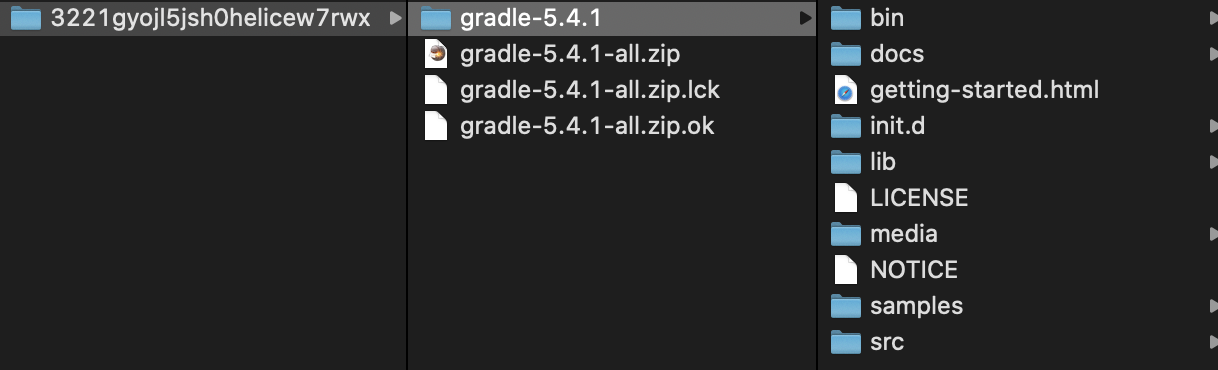 3221gyojl5jsh0helicew7rwx
gradle-5.4.1
gradle-5.4.1-all.zip
gradle-5.4.1-all.zip.lck
gradle-5.4.1-all.zip.ok
bin
docs
getting-started.html
init.d
lib
LICENSE
media
NOTICE
samples
src